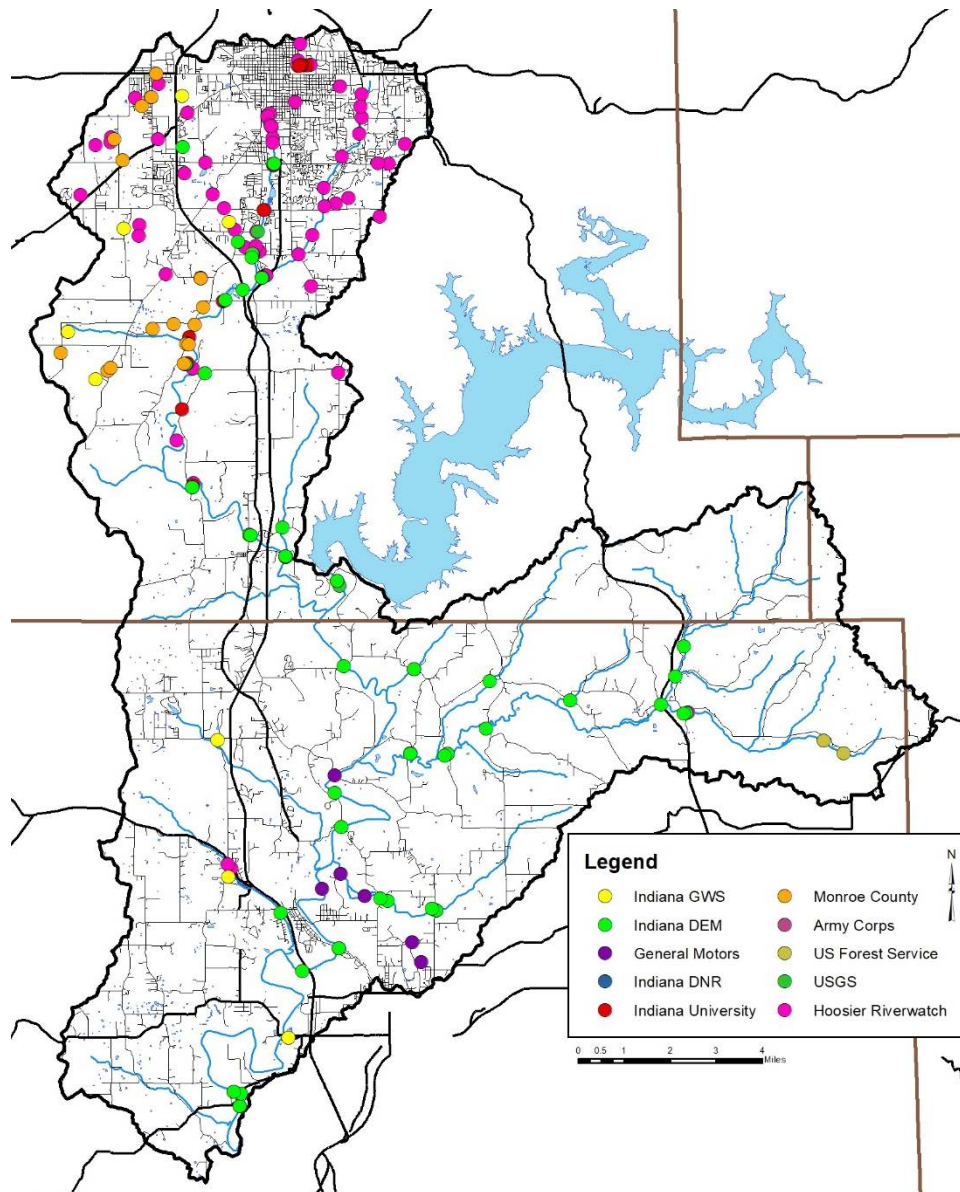 Legend
N
Indiana GWS
Monroe County
Indiana DEM
Army Corps
General Motors
US Forest Service
Indiana DNR
USGS
Indiana University
Hoosier Riverwatch
0 0.5 1 2 3 4
Miles